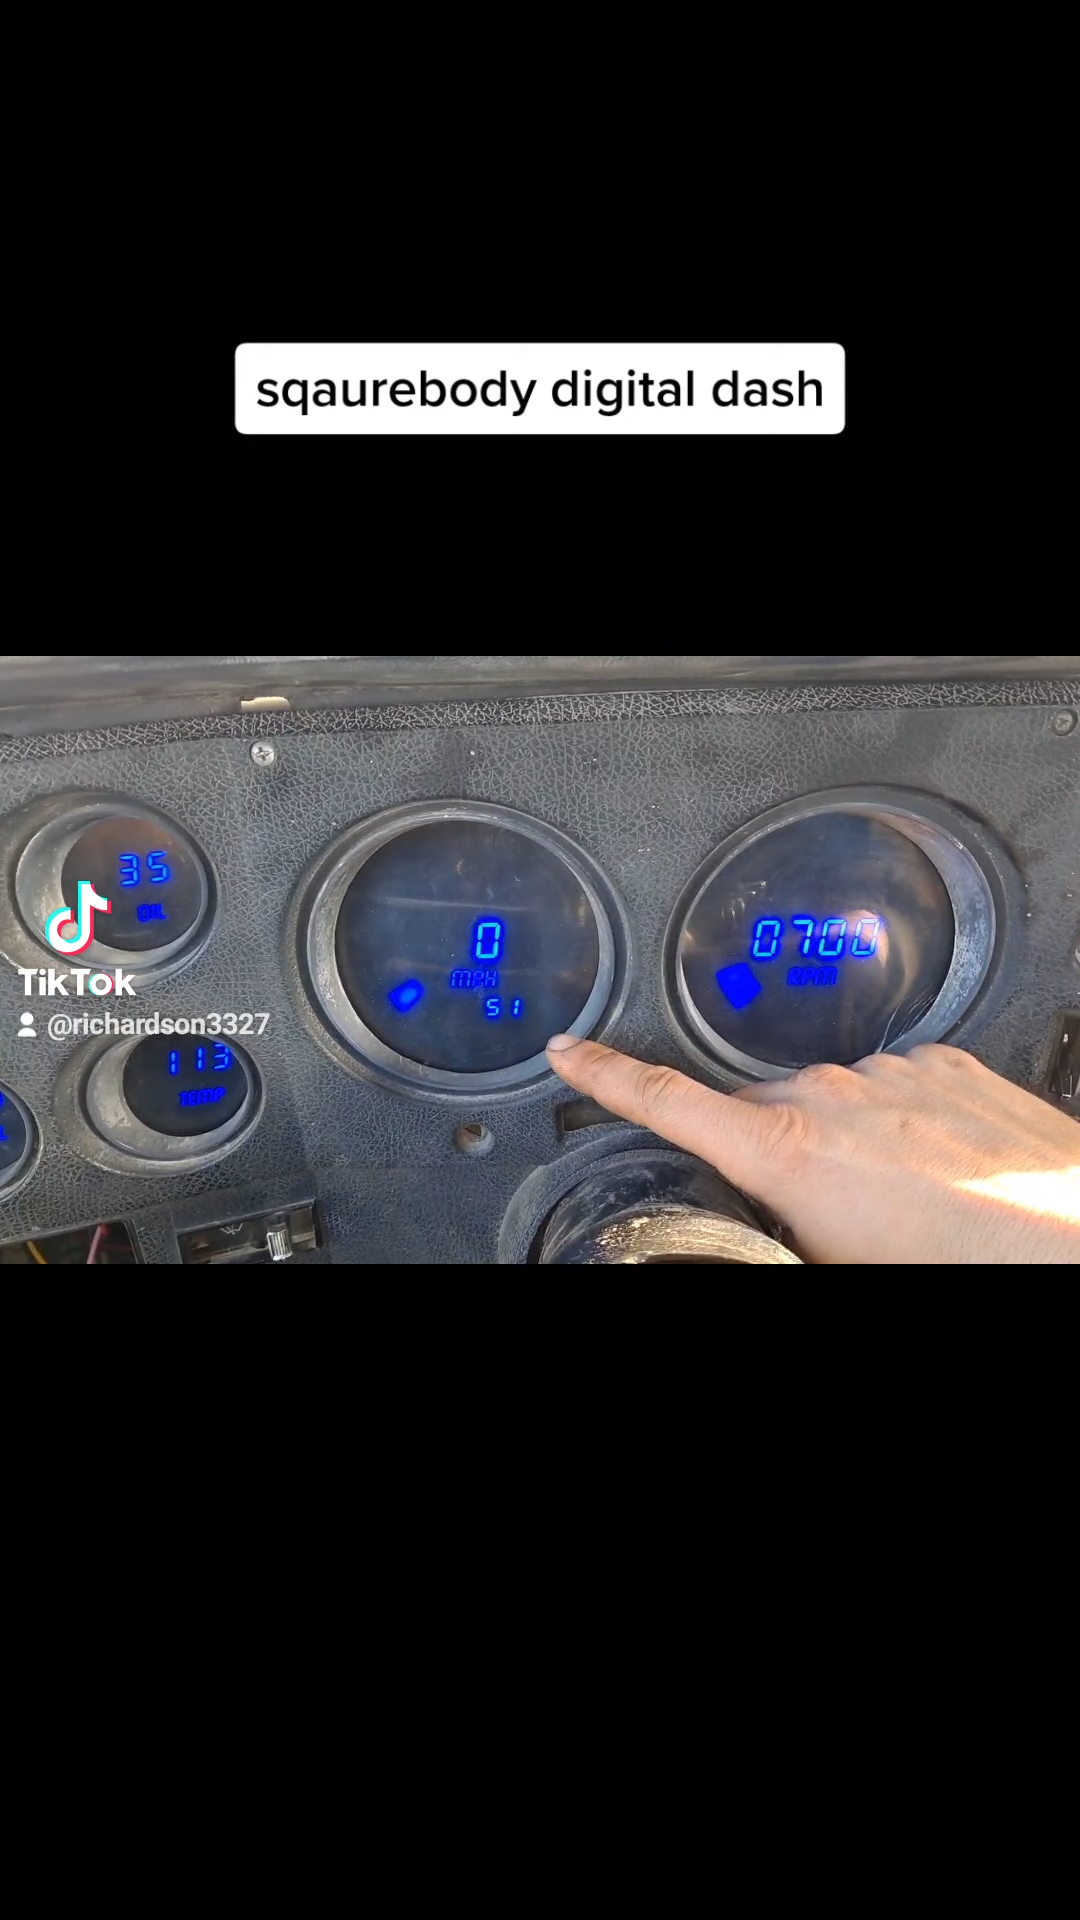 sqaurebody digital dash
35
OIL
0
MPH
51
0700
RPM
TikTok
@richardson3327
113
TEMP